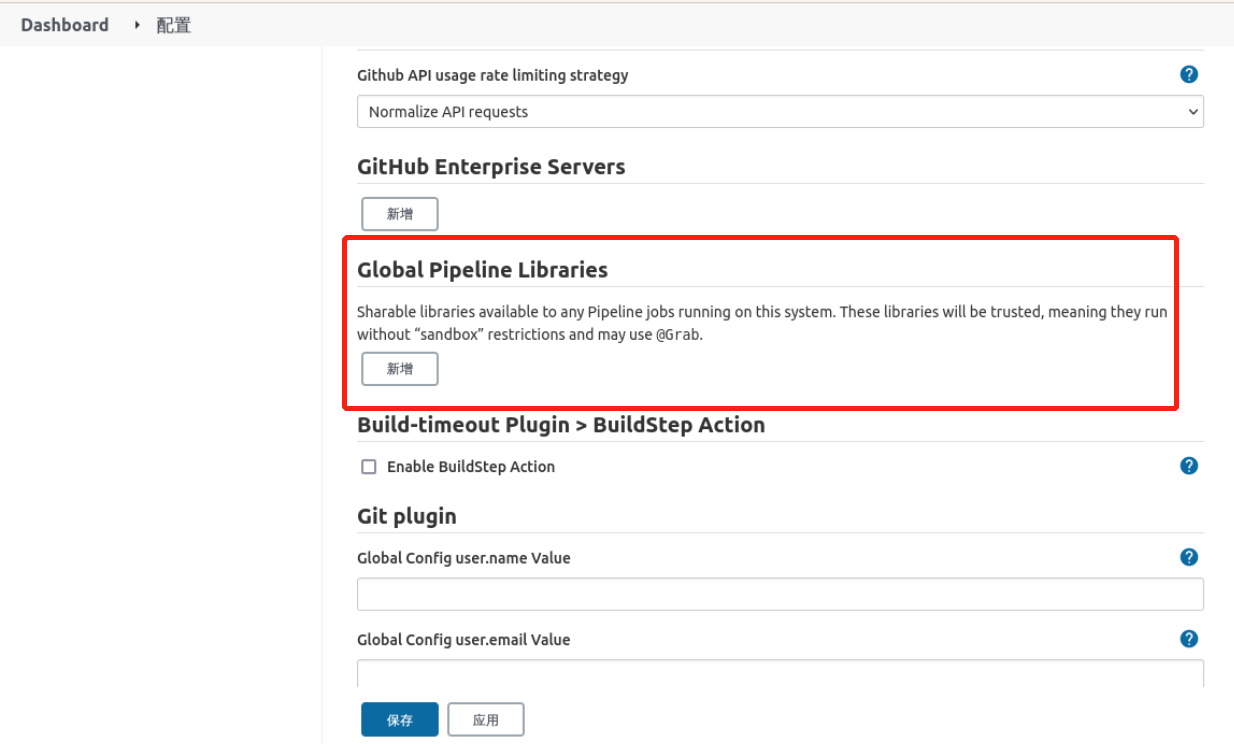 Dashboard 配置
Github API usage rate limiting strategy
Normalize API requests
GitHub Enterprise Servers
新增
Global Pipeline Libraries
Sharable libraries available to any Pipeline jobs running on this system. These libraries will be trusted, meaning they run
without “sandbox” restrictions and may use @Grab.
新增
Build-timeout Plugin > BuildStep Action
Enable BuildStep Action
Git plugin
Global Config user.name Value
Global Config user.email Value
保存 应用